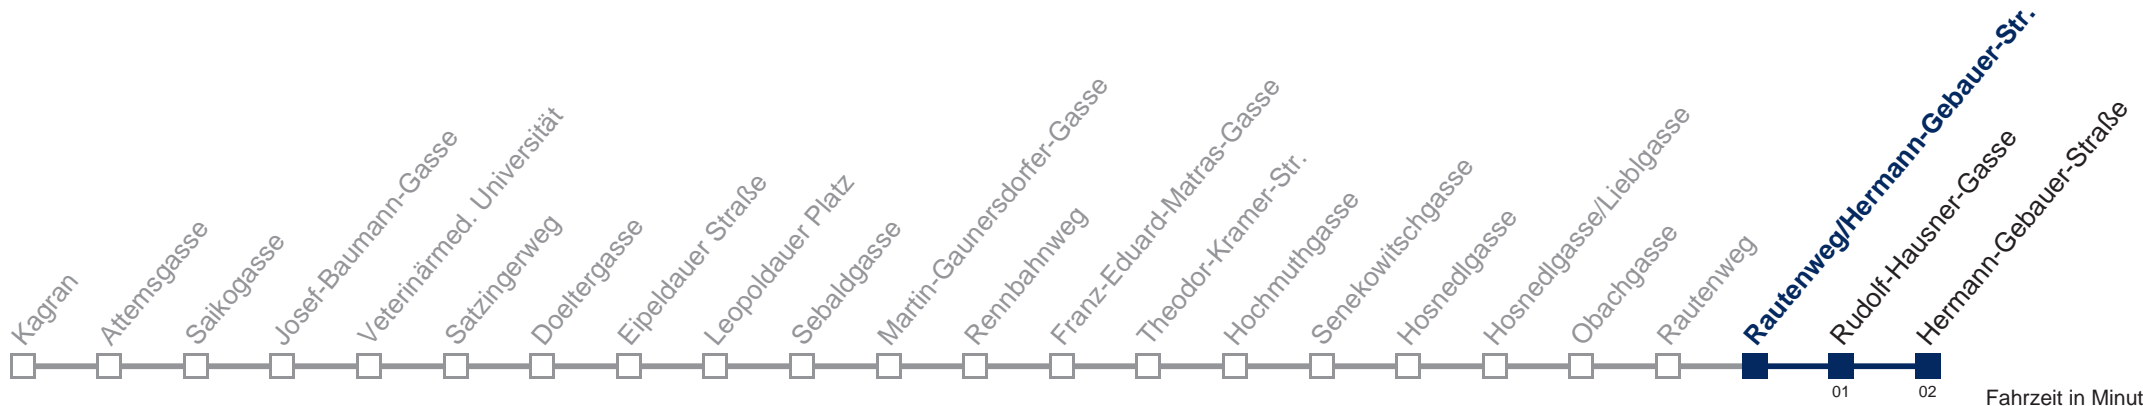 Kagran
Attemsgasse
Saikogasse
Josef-Baumann-Gasse
Veterinärmed. Universität
Satzingerweg
Doeltergasse
Eipeldauer Straße
Leopoldauer Platz
Sebaldgasse
Martin-Gaunersdorfer-Gasse
Rennbahnweg
Franz-Eduard-Matras-Gasse
Theodor-Kramer-Str.
Hochmuthgasse
Senekowitschgasse
Hosnedlgasse
Hosnedlgasse/Lieblgasse
Obachgasse
Rautenweg
Rautenweg/Hermann-Gebauer-Str.
Rudolf-Hausner-Gasse
Hermann-Gebauer-Straße
01
02
Fahrzeit in Minut